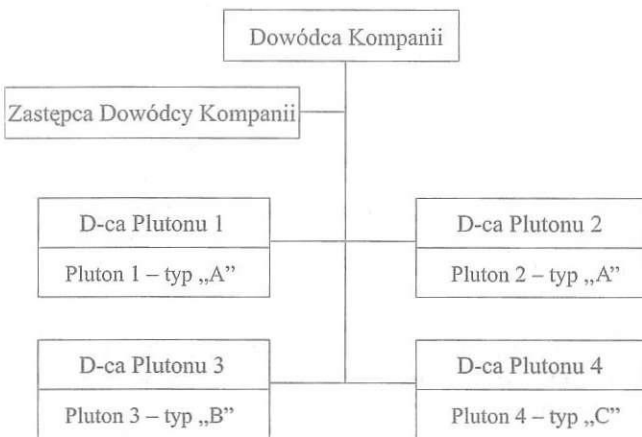 Dowódca Kompanii
Zastępca Dowódcy Kompanii
D-ca Plutonu 1
Pluton 1 – typ „A”
D-ca Plutonu 2
Pluton 2 – typ „A”
D-ca Plutonu 3
Pluton 3 – typ „B”
D-ca Plutonu 4
Pluton 4 – typ „C”